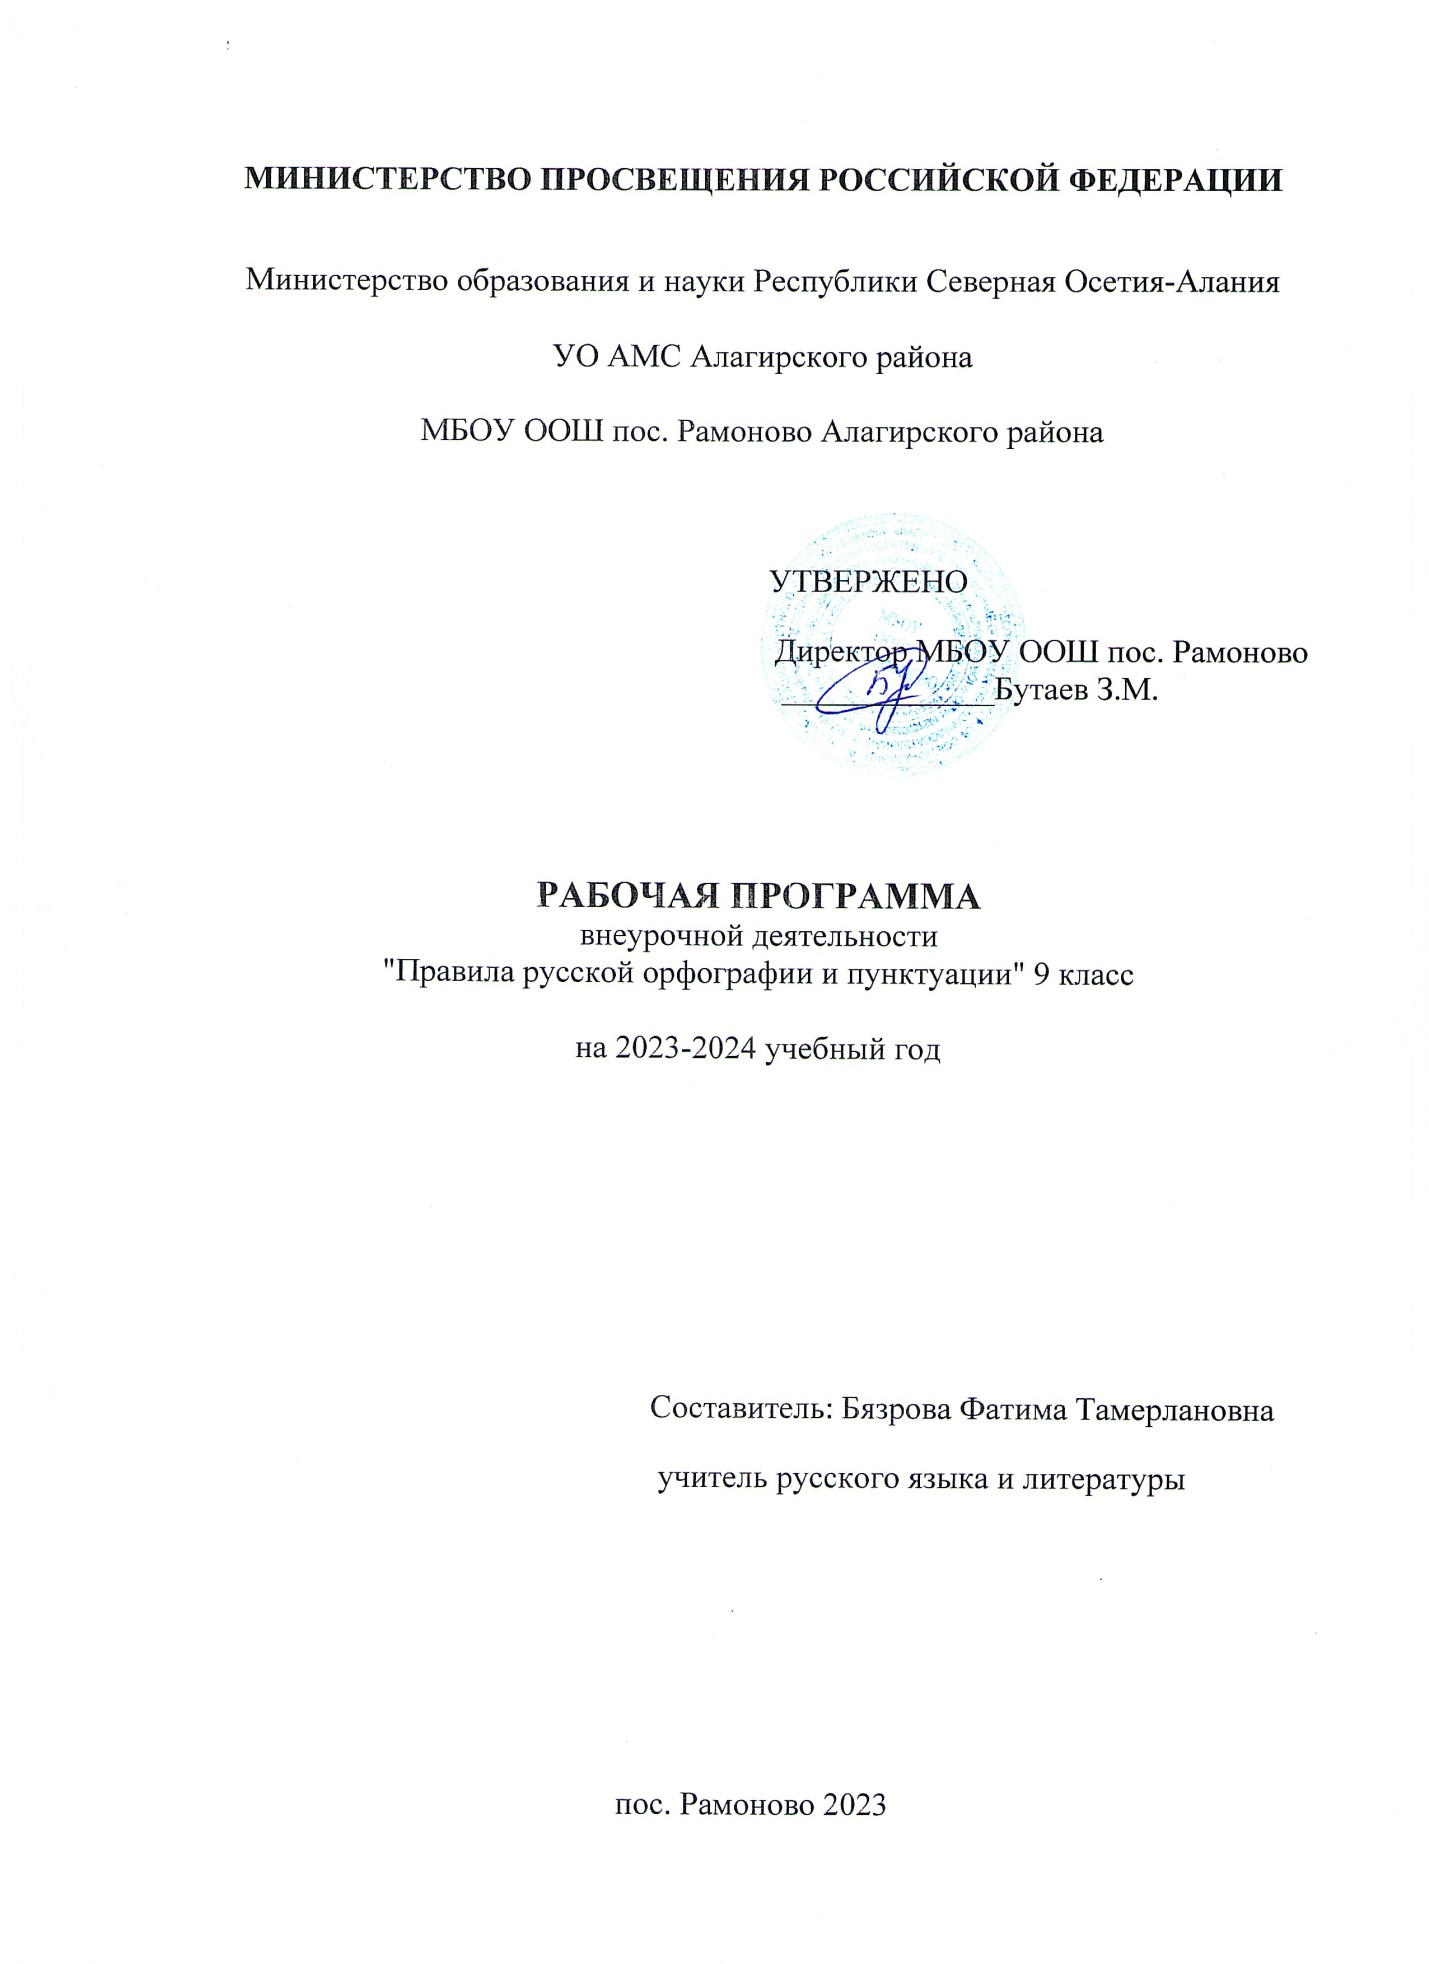 МИНИСТЕРСТВО ПРОСВЕЩЕНИЯ РОССИЙСКОЙ ФЕДЕРАЦИИ
Министерство образования и науки Республики Северная Осетия-Алания
УО АМС Алагирского района
МБОУ ООШ пос. Рамоново Алагирского района
УТВЕРЖЕНО
Директор МБОУ ООШ пос. Рамоново
Бутаев З.М.
РАБОЧАЯ ПРОГРАММА
внеурочной деятельности
"Правила русской орфографии и пунктуации" 9 класс
на 2023-2024 учебный год
Составитель: Бязрова Фатима Тамерлановна
учитель русского языка и литературы
пос. Рамоново 2023